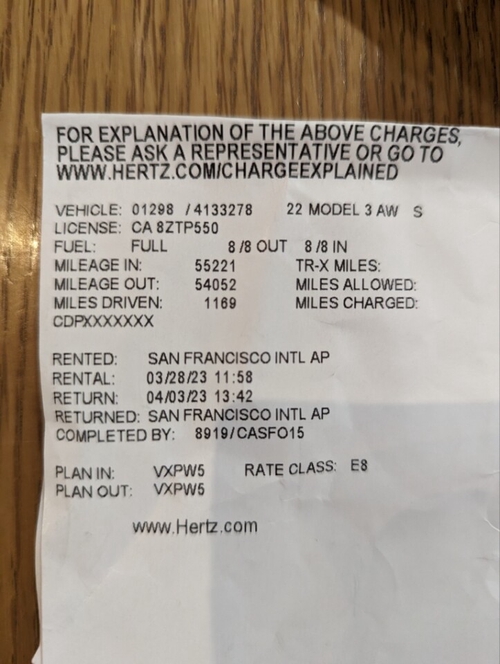 FOR EXPLANATION OF THE ABOVE CHARGES,
PLEASE ASK A REPRESENTATIVE OR GO TO
WWW.HERTZ.COM/CHARGEEXPLAINED
VEHICLE: 01298 /4133278 22 MODEL 3 AW S
LICENSE: CA 8ZTP550
FUEL: FULL 8/8 OUT 8/8 IN
MILEAGE IN: 55221 TR-X MILES:
MILEAGE OUT: 54052 MILES ALLOWED:
MILES DRIVEN: 1169 MILES CHARGED:
CDPXXXXXXX
RENTED: SAN FRANCISCO INTL AP
RENTAL: 03/28/23 11:58
RETURN: 04/03/23 13:42
RETURNED: SAN FRANCISCO INTL AP
COMPLETED BY: 8919/CASFO15
PLAN IN: VXPW5 RATE CLASS: E8
PLAN OUT: VXPW5
www.Hertz.com